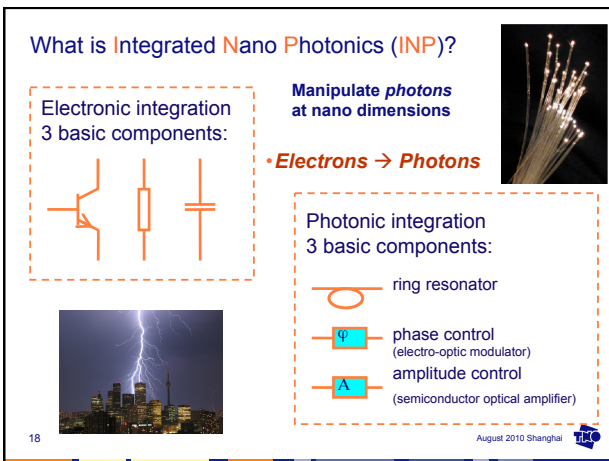 What is Integrated Nano Photonics (INP)?
Electronic integration
3 basic components:
Manipulate photons
at nano dimensions
•Electrons → Photons
Photonic integration
3 basic components:
ring resonator
φ phase control
(electro-optic modulator)
A amplitude control
(semiconductor optical amplifier)
18
August 2010 Shanghai
TNO